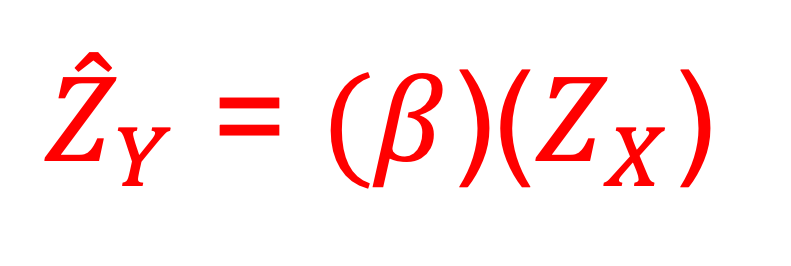 Ẑ_Y = (β)(Z_X)